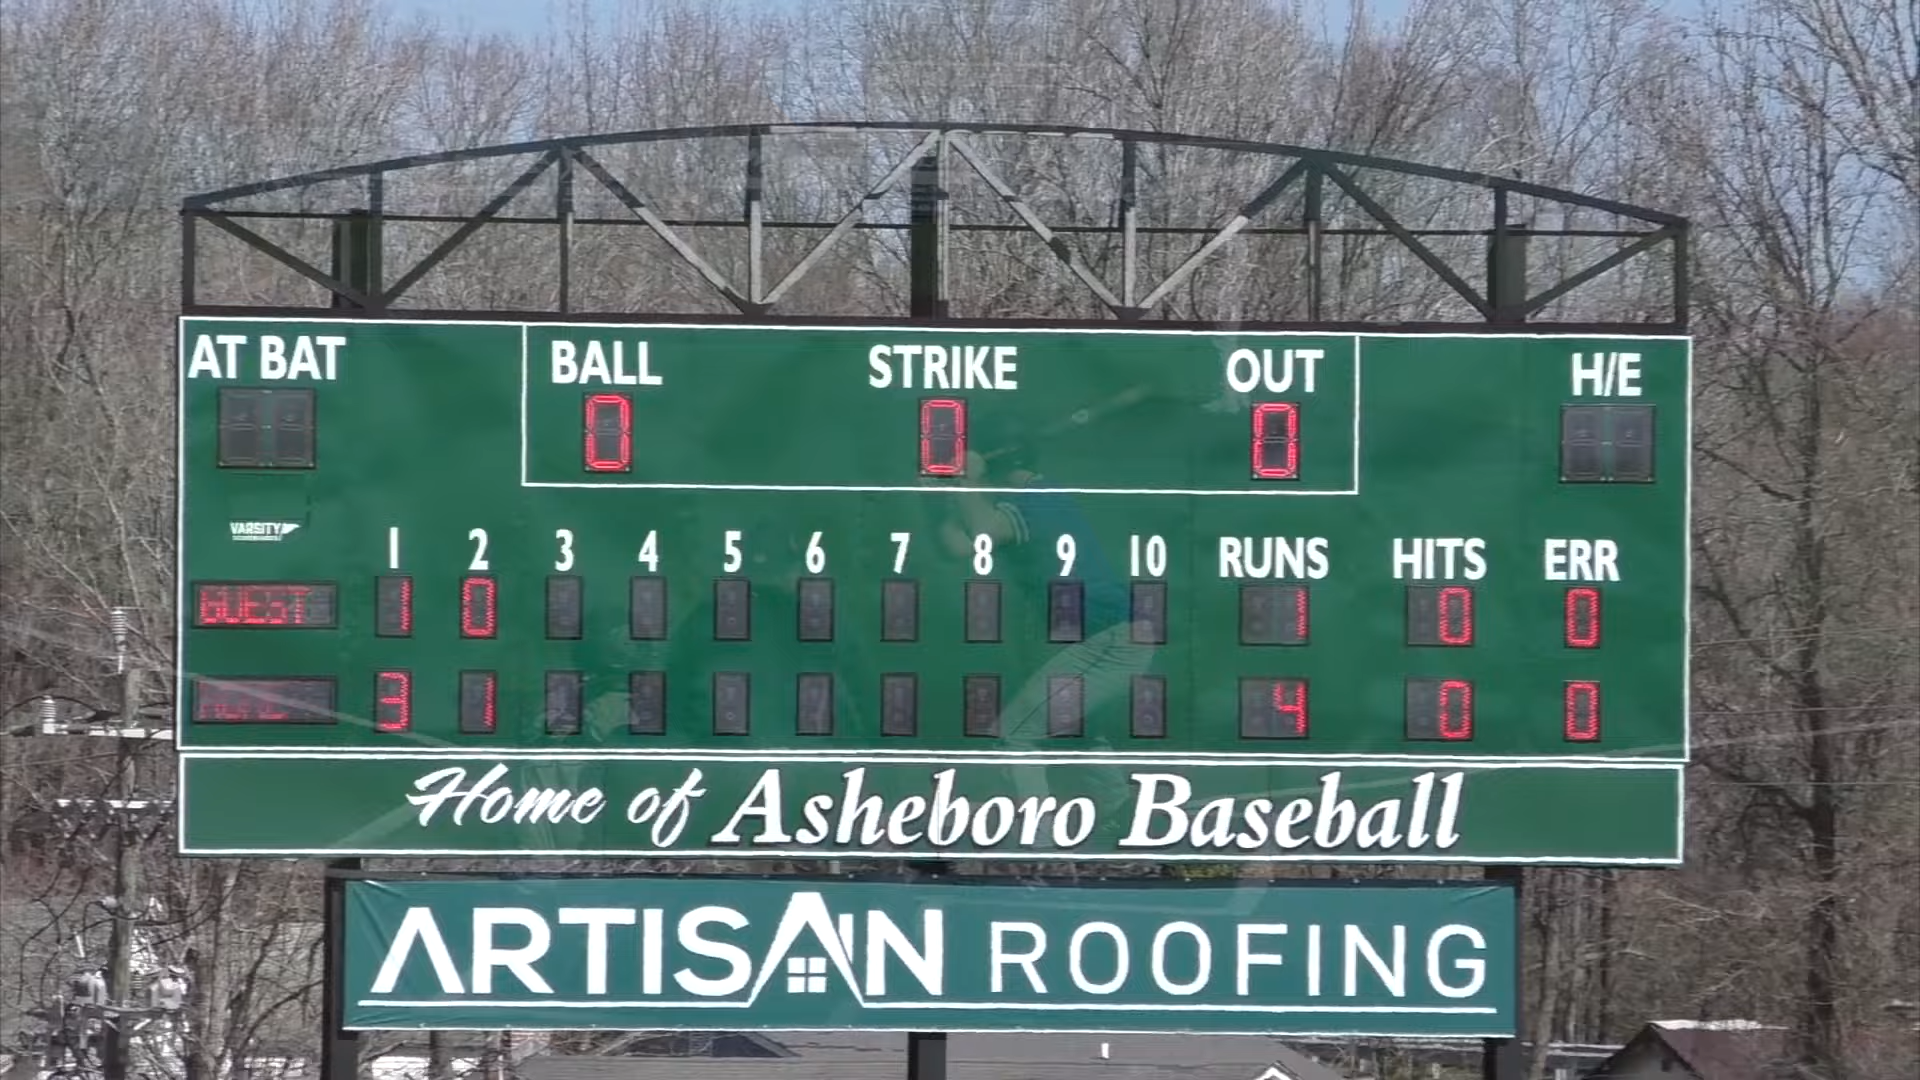 AT BAT BALL STRIKE OUT H/E
0 0 0
VARSITY
1 2 3 4 5 6 7 8 9 10 RUNS HITS ERR
GUEST 1 0 1 0 0
3 1 4 0 0
Home of Asheboro Baseball
ARTISAN ROOFING